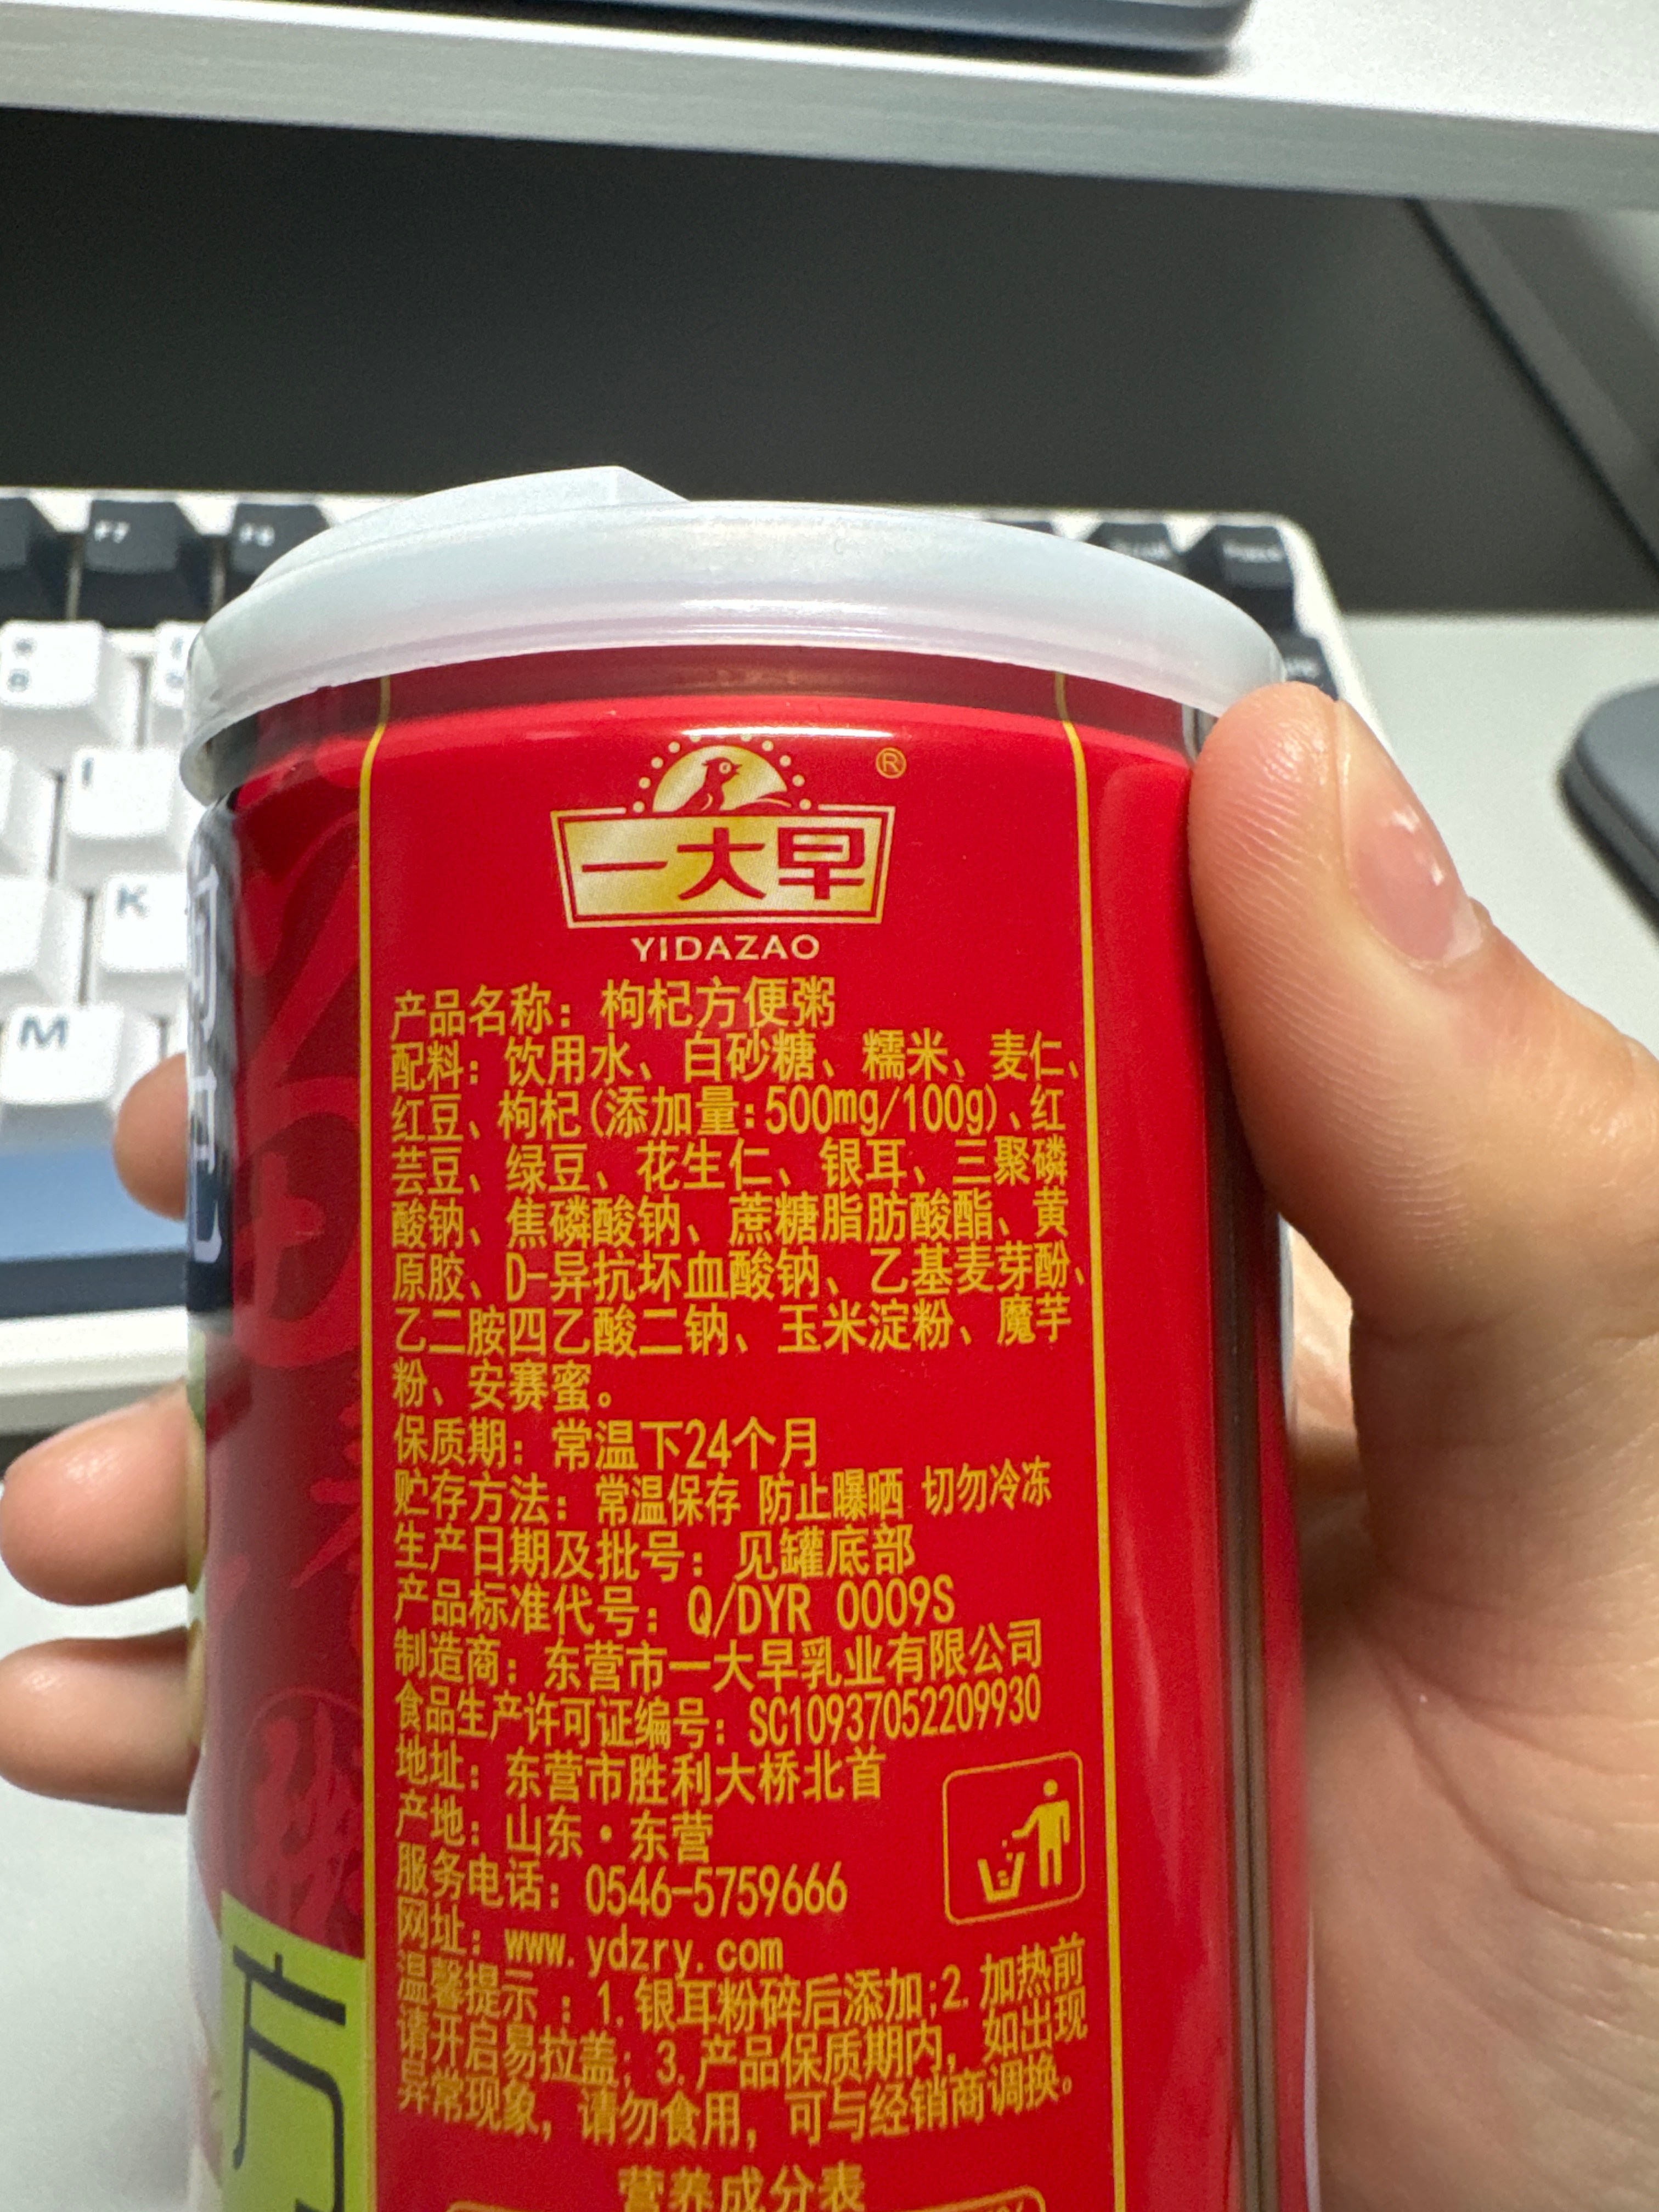 F7
F8
8
I
K
M
®
一大早
YIDAZAO
产品名称：枸杞方便粥
配料：饮用水、白砂糖、糯米、麦仁、
红豆、枸杞(添加量:500mg/100g)、红
芸豆、绿豆、花生仁、银耳、三聚磷
酸钠、焦磷酸钠、蔗糖脂肪酸酯、黄
原胶、D-异抗坏血酸钠、乙基麦芽酚、
乙二胺四乙酸二钠、玉米淀粉、魔芋
粉、安赛蜜。
保质期：常温下24个月
贮存方法：常温保存 防止曝晒 切勿冷冻
生产日期及批号：见罐底部
产品标准代号：Q/DYR 0009S
制造商：东营市一大早乳业有限公司
食品生产许可证编号：SC10937052209930
地址：东营市胜利大桥北首
产地：山东·东营
服务电话：0546-5759666
网址：www.ydzry.com
温馨提示：1.银耳粉碎后添加;2.加热前
请开启易拉盖；3.产品保质期内，如出现
异常现象，请勿食用，可与经销商调换。
营养成分表
方